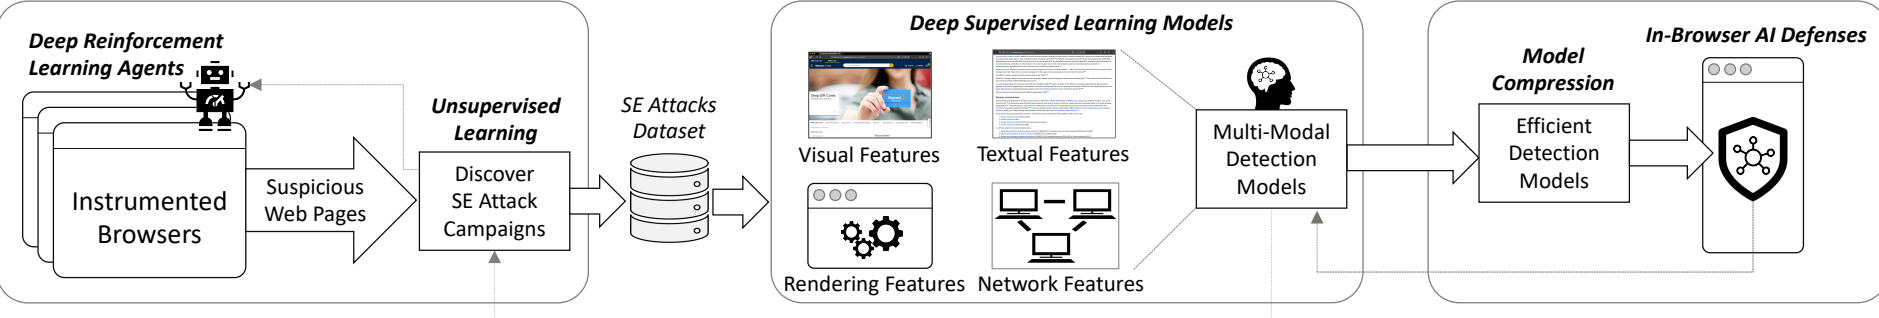 Deep Reinforcement
Learning Agents
Instrumented
Browsers
Suspicious
Web Pages
Unsupervised
Learning
Discover
SE Attack
Campaigns
SE Attacks
Dataset
Deep Supervised Learning Models
Visual Features
Textual Features
Rendering Features
Network Features
Multi-Modal
Detection
Models
Model
Compression
Efficient
Detection
Models
In-Browser AI Defenses